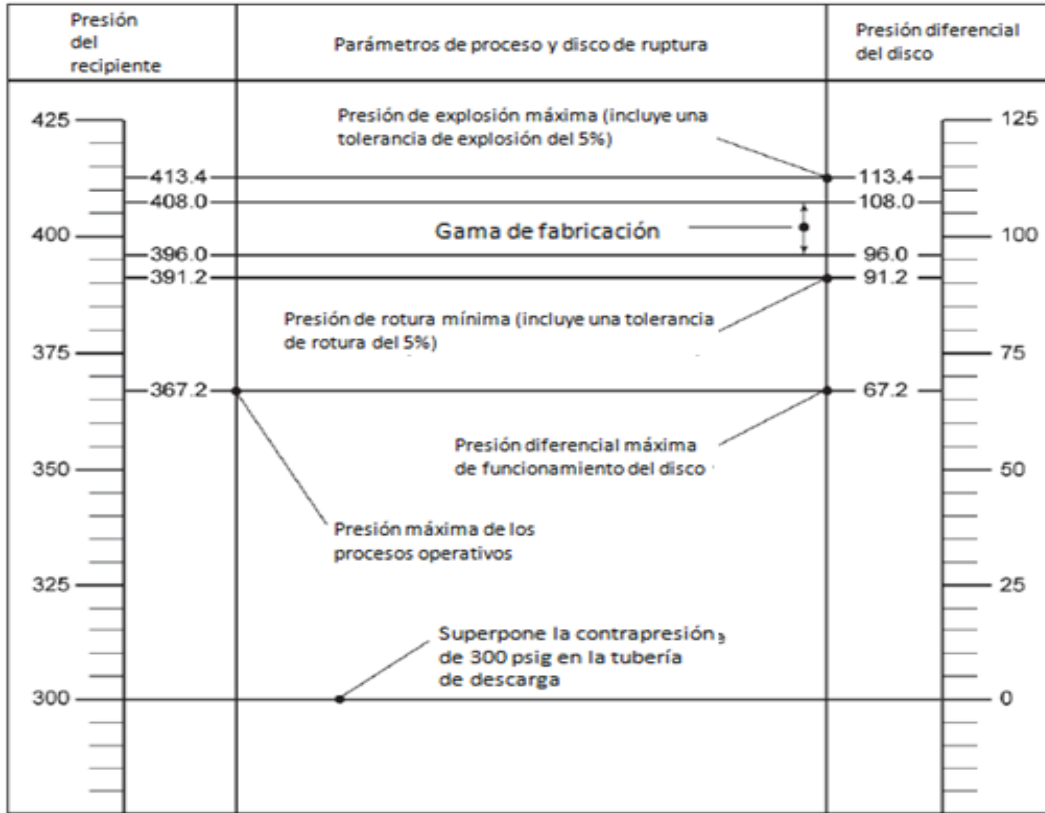 Presión
del
recipiente
Parámetros de proceso y disco de ruptura
Presión diferencial
del disco
425
Presión de explosión máxima (incluye una
tolerancia de explosión del 5%)
125
413.4
113.4
408.0
108.0
400
Gama de fabricación
100
396.0
96.0
391.2
91.2
Presión de rotura mínima (incluye una tolerancia
de rotura del 5%)
375
75
367.2
67.2
Presión diferencial máxima
de funcionamiento del disco
350
50
Presión máxima de los
procesos operativos
325
25
Superpone la contrapresión
de 300 psig en la tubería
de descarga
300
0